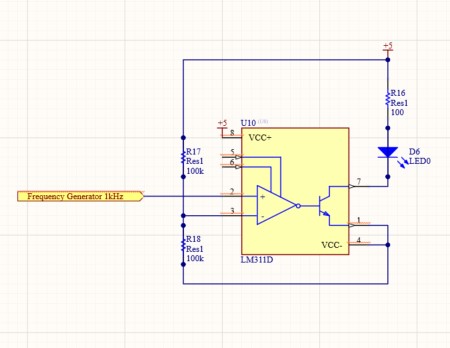 +5
R16
Res1
100
+5
U10
8
VCC+
R17
Res1
100k
5
6
D6
LED0
7
Frequency Generator 1kHz
2
+
3
-
1
R18
Res1
100k
4
VCC-
LM311D